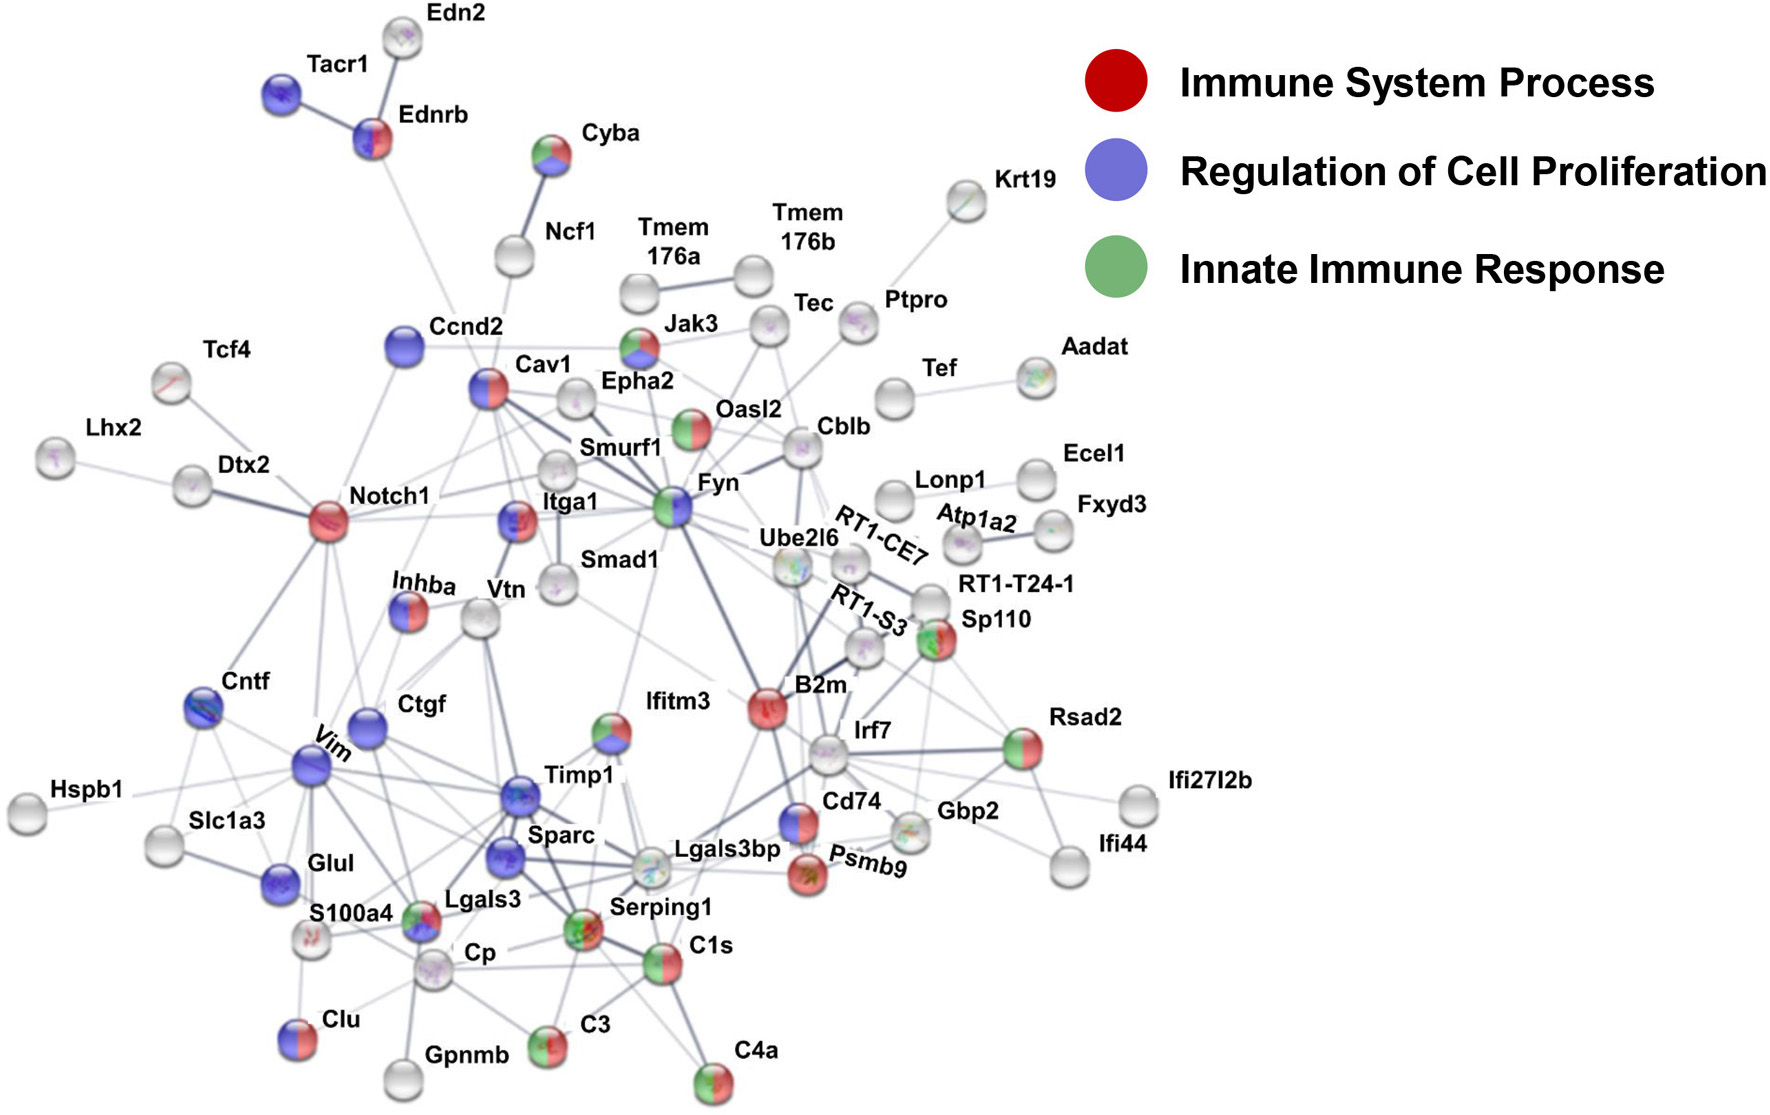 Edn2
Tacr1
Immune System Process
Ednrb
Cyba
Regulation of Cell Proliferation
Krt19
Tmem
176b
Tmem
176a
Ncf1
Innate Immune Response
Tec
Ptpro
Ccnd2
Jak3
Tcf4
Aadat
Cav1
Tef
Epha2
Oasl2
Lhx2
Cblb
Smurf1
Ecel1
Dtx2
Lonp1
Fyn
Notch1
Itga1
Fxyd3
Atp1a2
RT1-CE7
Ube2l6
Smad1
Inhba
Vtn
RT1-T24-1
RT1-S3
Sp110
Cntf
B2m
Ctgf
Ifitm3
Rsad2
Irf7
Vim
Timp1
Ifi27l2b
Hspb1
Cd74
Gbp2
Slc1a3
Sparc
Ifi44
Lgals3bp
Psmb9
Glul
Lgals3
S100a4
Serping1
C1s
Cp
Clu
C3
Gpnmb
C4a